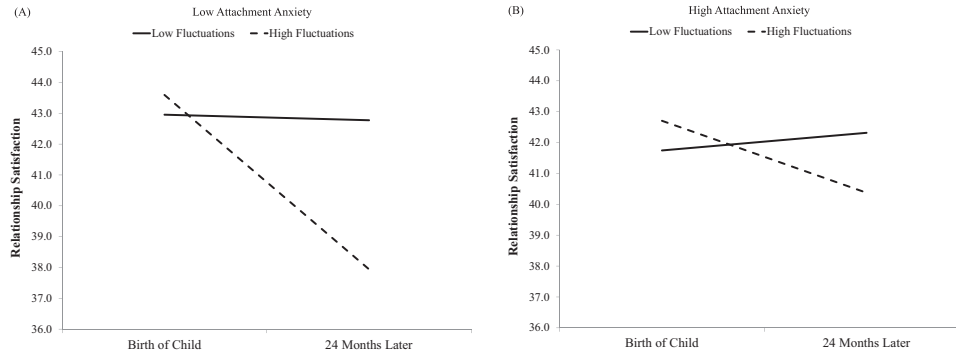 (A)
Low Attachment Anxiety
Low Fluctuations
High Fluctuations
45.0
44.0
43.0
42.0
41.0
40.0
39.0
38.0
37.0
36.0
Relationship Satisfaction
Birth of Child
24 Months Later
(B)
High Attachment Anxiety
Low Fluctuations
High Fluctuations
45.0
44.0
43.0
42.0
41.0
40.0
39.0
38.0
37.0
36.0
Relationship Satisfaction
Birth of Child
24 Months Later